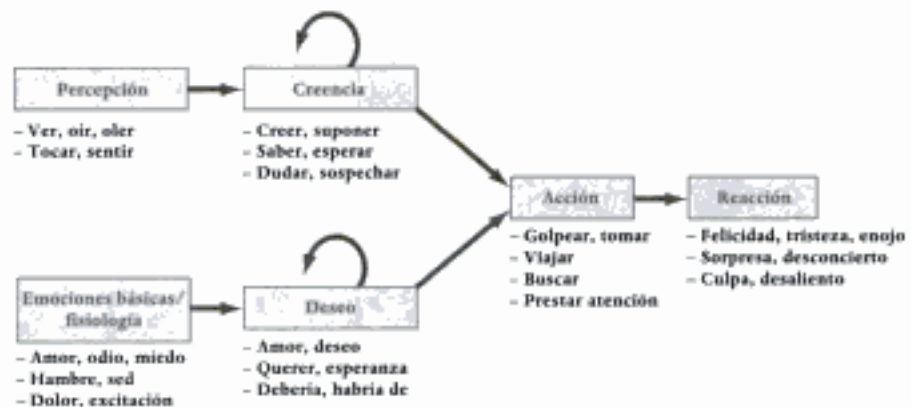 Percepción
– Ver, oir, oler
– Tocar, sentir
Creencia
– Creer, suponer
– Saber, esperar
– Dudar, sospechar
Emociones básicas/
fisiología
– Amor, odio, miedo
– Hambre, sed
– Dolor, excitación
Deseo
– Amor, deseo
– Querer, esperanza
– Debería, habría de
Acción
– Golpear, tomar
– Viajar
– Buscar
– Prestar atención
Reacción
– Felicidad, tristeza, enojo
– Sorpresa, desconcierto
– Culpa, desaliento